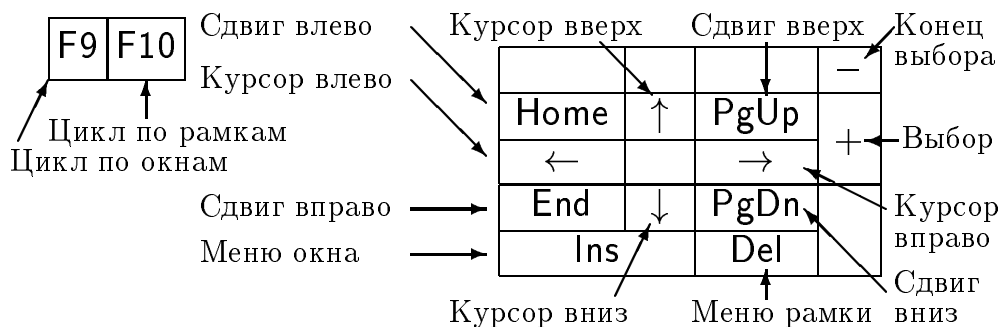 F9 F10
Цикл по рамкам
Цикл по окнам
Сдвиг влево
Курсор влево
Сдвиг вправо
Меню окна
Курсор вверх
Сдвиг вверх
Конец
выбора
−
Home ↑ PgUp
+
Выбор
← →
End ↓ PgDn
Курсор
вправо
Ins Del
Сдвиг
вниз
Курсор вниз
Меню рамки